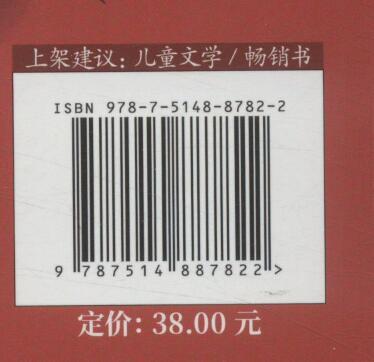 上架建议：儿童文学/畅销书
ISBN 978-7-5148-8782-2
9 787514 887822 >
定价：38.00 元